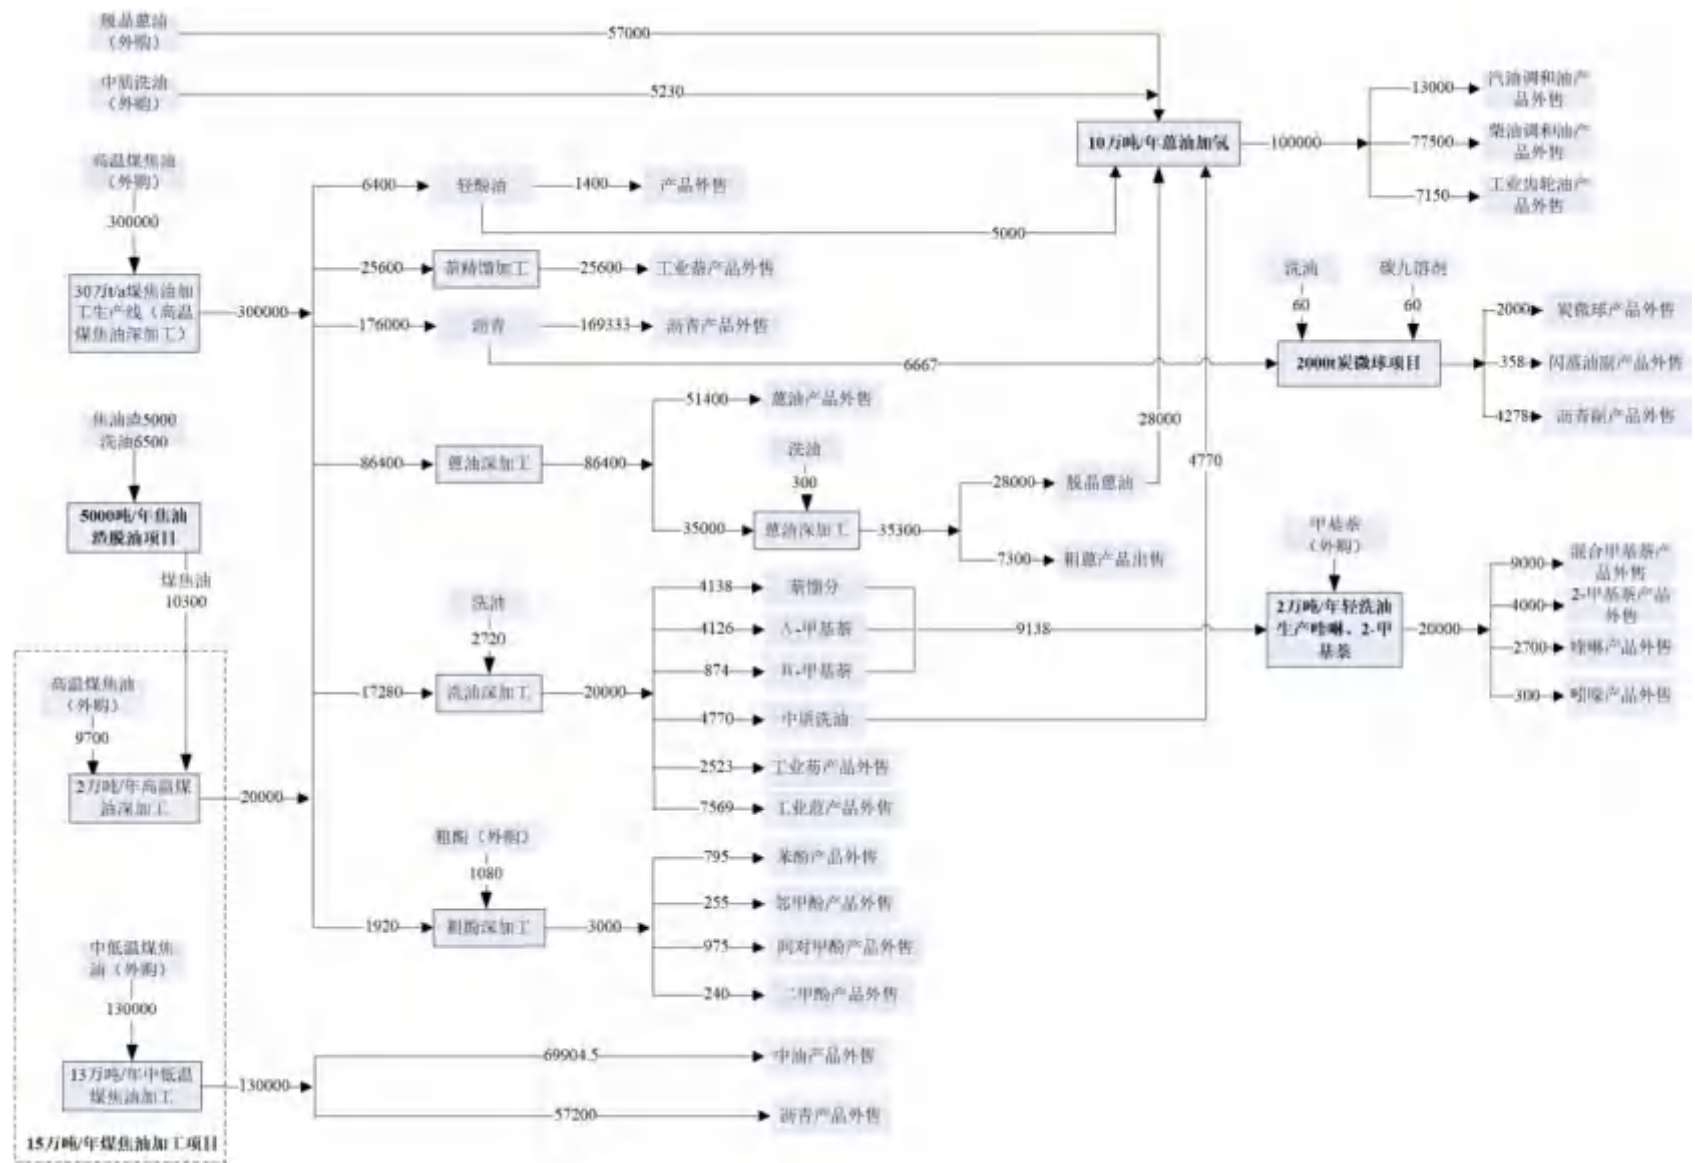 脱晶蒽油
（外购）
57000
中质洗油
（外购）
5230
高温煤焦油
（外购）
300000
30万t/a煤焦油加
工生产线（高温
煤焦油深加工）
300000
6400
轻酚油
1400
产品外售
5000
25600
萘精馏加工
25600
工业萘产品外售
176000
沥青
169333
沥青产品外售
6667
10万吨/年蒽油加氢
100000
13000
汽油调和油产
品外售
77500
柴油调和油产
品外售
7150
工业齿轮油产
品外售
洗油
60
碳九溶剂
60
2000t炭微球项目
2000
炭微球产品外售
358
闪蒸油副产品外售
4278
沥青副产品外售
焦油渣5000
洗油6500
5000吨/年焦油
渣脱油项目
煤焦油
10300
86400
蒽油深加工
86400
51400
蒽油产品外售
洗油
300
35000
蒽油深加工
35300
28000
脱晶蒽油
28000
7300
粗蒽产品出售
4770
洗油
2720
17280
洗油深加工
20000
4138
萘馏分
4126
A-甲基萘
874
B-甲基萘
9138
4770
中质洗油
2523
工业芴产品外售
7569
工业苊产品外售
甲基萘
（外购）
2万吨/年轻洗油
生产喹啉、2-甲
基萘
20000
9000
混合甲基萘产
品外售
4000
2-甲基萘产品
外售
2700
喹啉产品外售
300
吲哚产品外售
高温煤焦油
（外购）
9700
2万吨/年高温煤
油深加工
20000
粗酚（外购）
1080
1920
粗酚深加工
3000
795
苯酚产品外售
255
邻甲酚产品外售
975
间对甲酚产品外售
240
二甲酚产品外售
中低温煤焦
油（外购）
130000
13万吨/年中低温
煤焦油加工
130000
69904.5
中油产品外售
57200
沥青产品外售
15万吨/年煤焦油加工项目